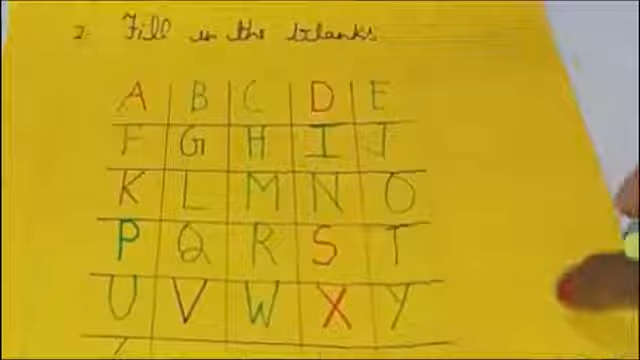 2. Fill in the blanks
A B C D E
F G H I J
K L M N O
P Q R S T
U V W X Y
Z